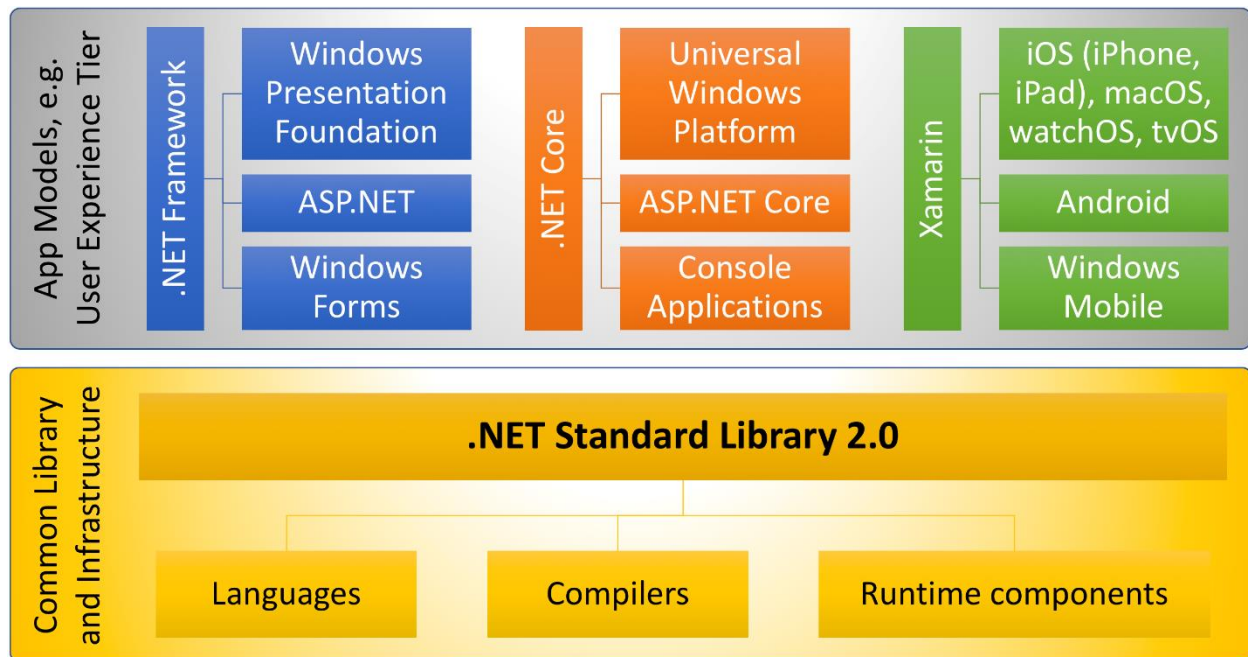 App Models, e.g.
User Experience Tier
.NET Framework
Windows
Presentation
Foundation
ASP.NET
Windows
Forms
.NET Core
Universal
Windows
Platform
ASP.NET Core
Console
Applications
Xamarin
iOS (iPhone,
iPad), macOS,
watchOS, tvOS
Android
Windows
Mobile
Common Library
and Infrastructure
.NET Standard Library 2.0
Languages
Compilers
Runtime components